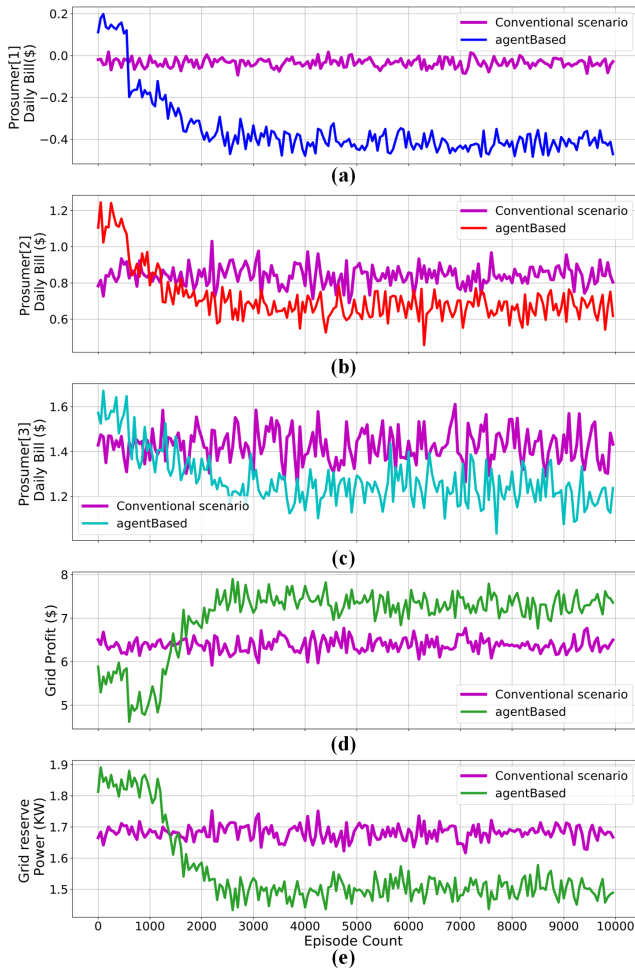 Prosumer[1]
Daily Bill($)
0.2
0.0
−0.2
−0.4
Conventional scenario
agentBased
(a)
Prosumer[2]
Daily Bill ($)
1.2
1.0
0.8
0.6
Conventional scenario
agentBased
(b)
Prosumer[3]
Daily Bill ($)
1.6
1.4
1.2
Conventional scenario
agentBased
(c)
Grid Profit ($)
8
7
6
5
Conventional scenario
agentBased
(d)
Grid reserve
Power (KW)
1.9
1.8
1.7
1.6
1.5
1.4
Conventional scenario
agentBased
0 1000 2000 3000 4000 5000 6000 7000 8000 9000 10000
Episode Count
(e)